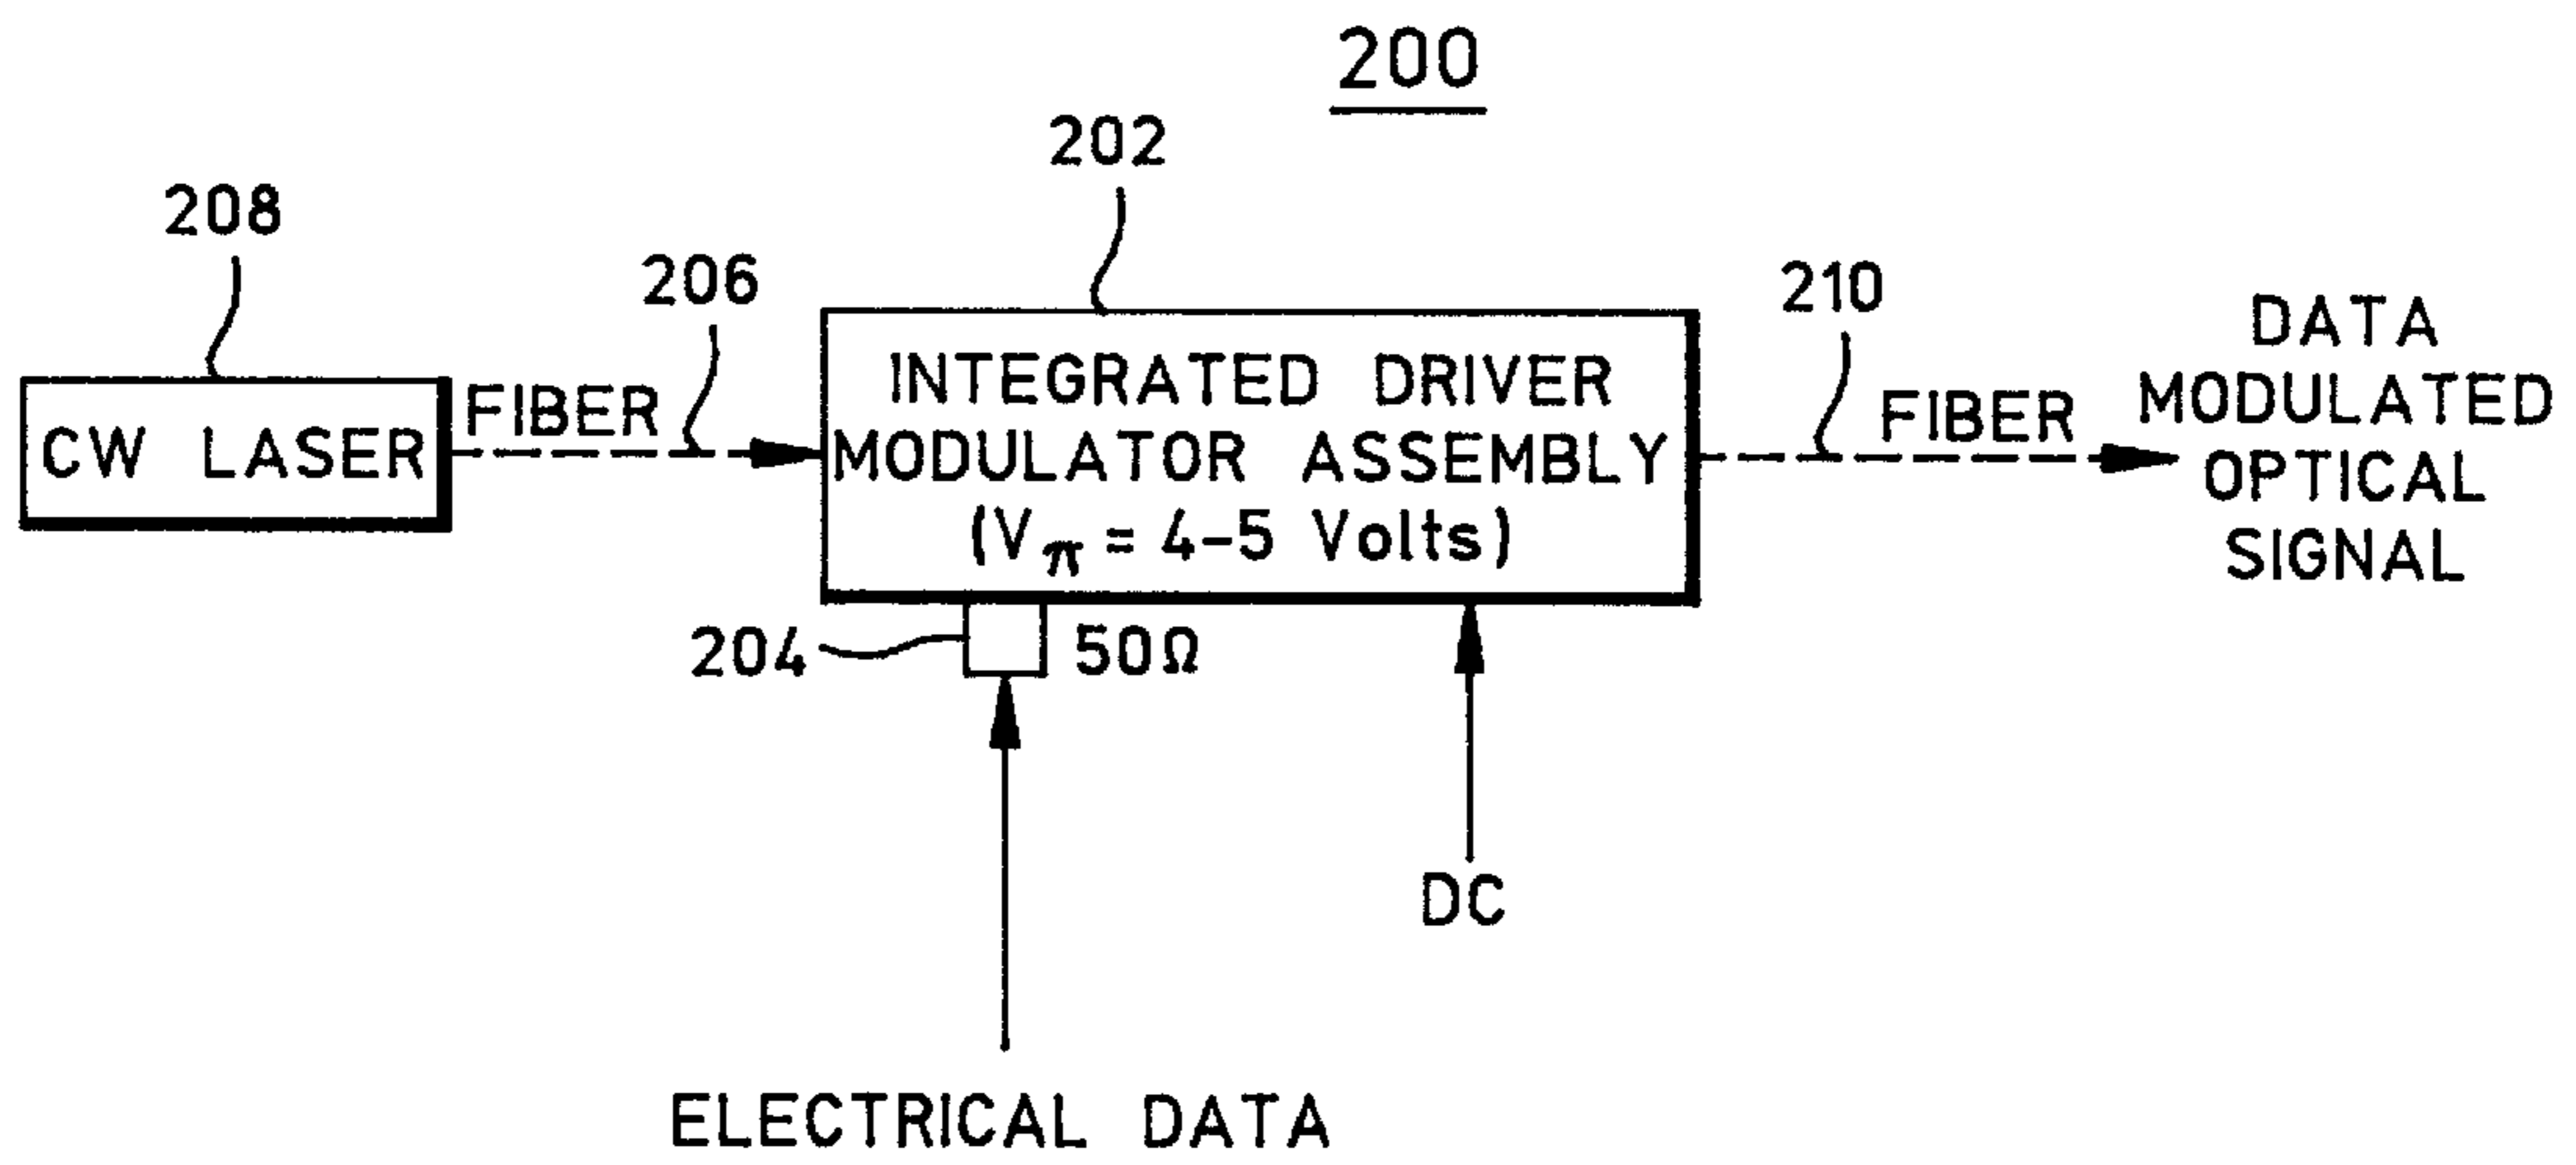 200
202
208
206
210
CW LASER
FIBER
INTEGRATED DRIVER
MODULATOR ASSEMBLY
(Vπ = 4-5 Volts)
FIBER
DATA
MODULATED
OPTICAL
SIGNAL
204
50Ω
DC
ELECTRICAL DATA